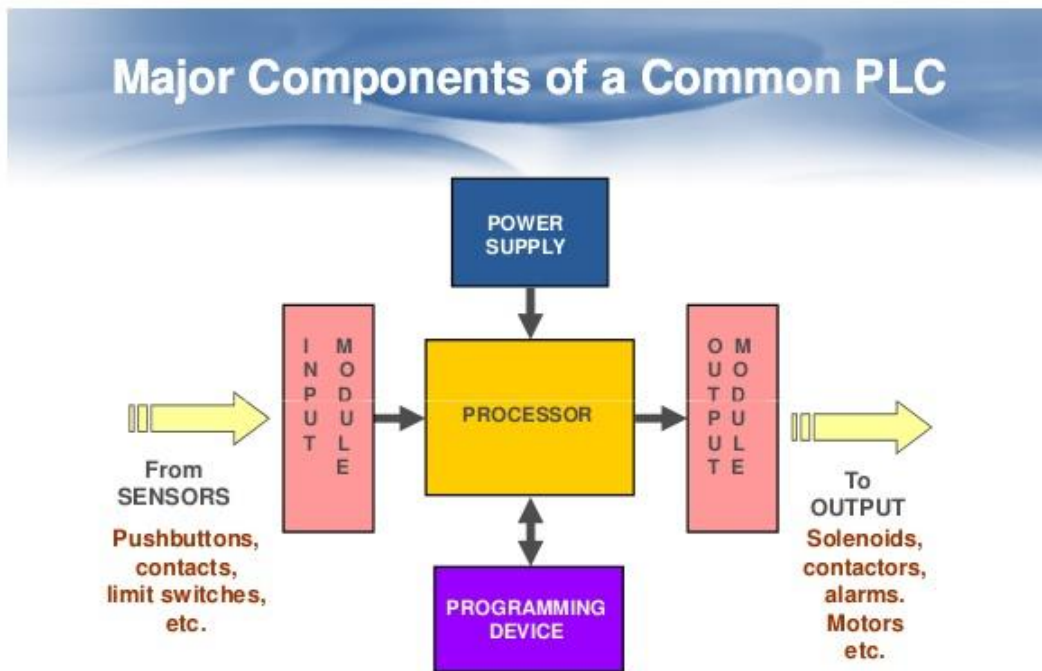 Major Components of a Common PLC
POWER
SUPPLY
INPUT
MODULE
PROCESSOR
OUTPUT
MODULE
From
SENSORS
Pushbuttons,
contacts,
limit switches,
etc.
To
OUTPUT
Solenoids,
contactors,
alarms.
Motors
etc.
PROGRAMMING
DEVICE